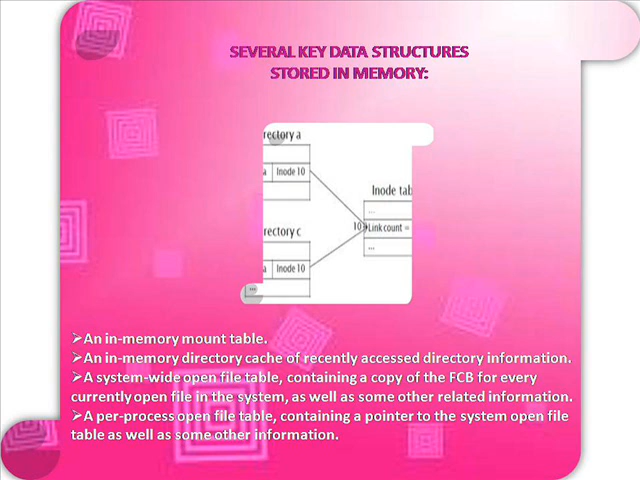 SEVERAL KEY DATA STRUCTURES
STORED IN MEMORY:
rectory a
a Inode 10
Inode tab
...
10 Link count =
...
rectory c
a Inode 10
...
➢An in-memory mount table.
➢An in-memory directory cache of recently accessed directory information.
➢A system-wide open file table, containing a copy of the FCB for every
currently open file in the system, as well as some other related information.
➢A per-process open file table, containing a pointer to the system open file
table as well as some other information.